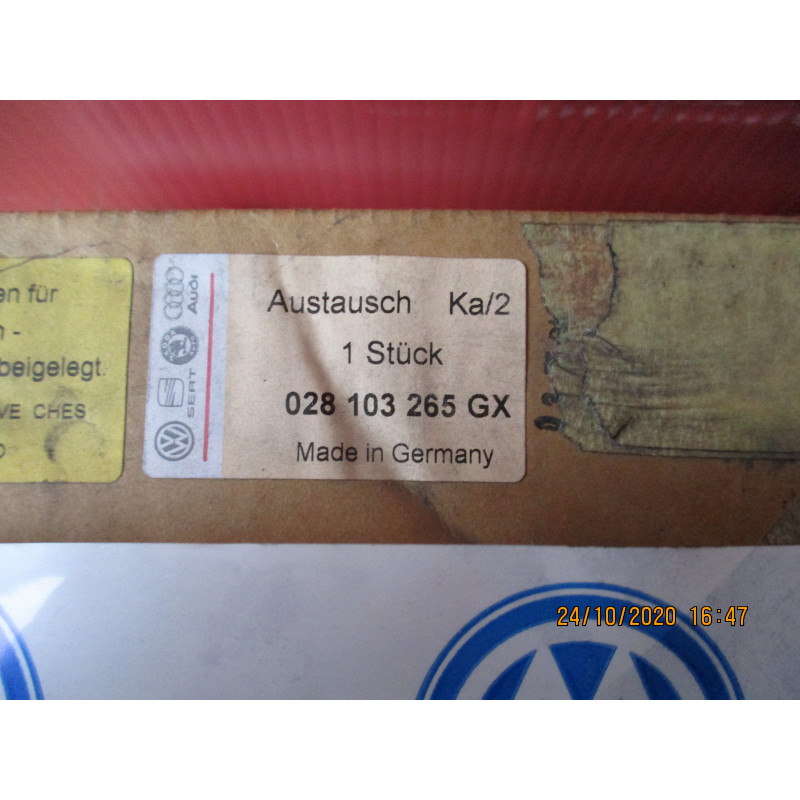 en für
n -
beigelegt.
VE CHES
Audi
SEAT
Austausch Ka/2
1 Stück
028 103 265 GX
Made in Germany
24/10/2020 16:47